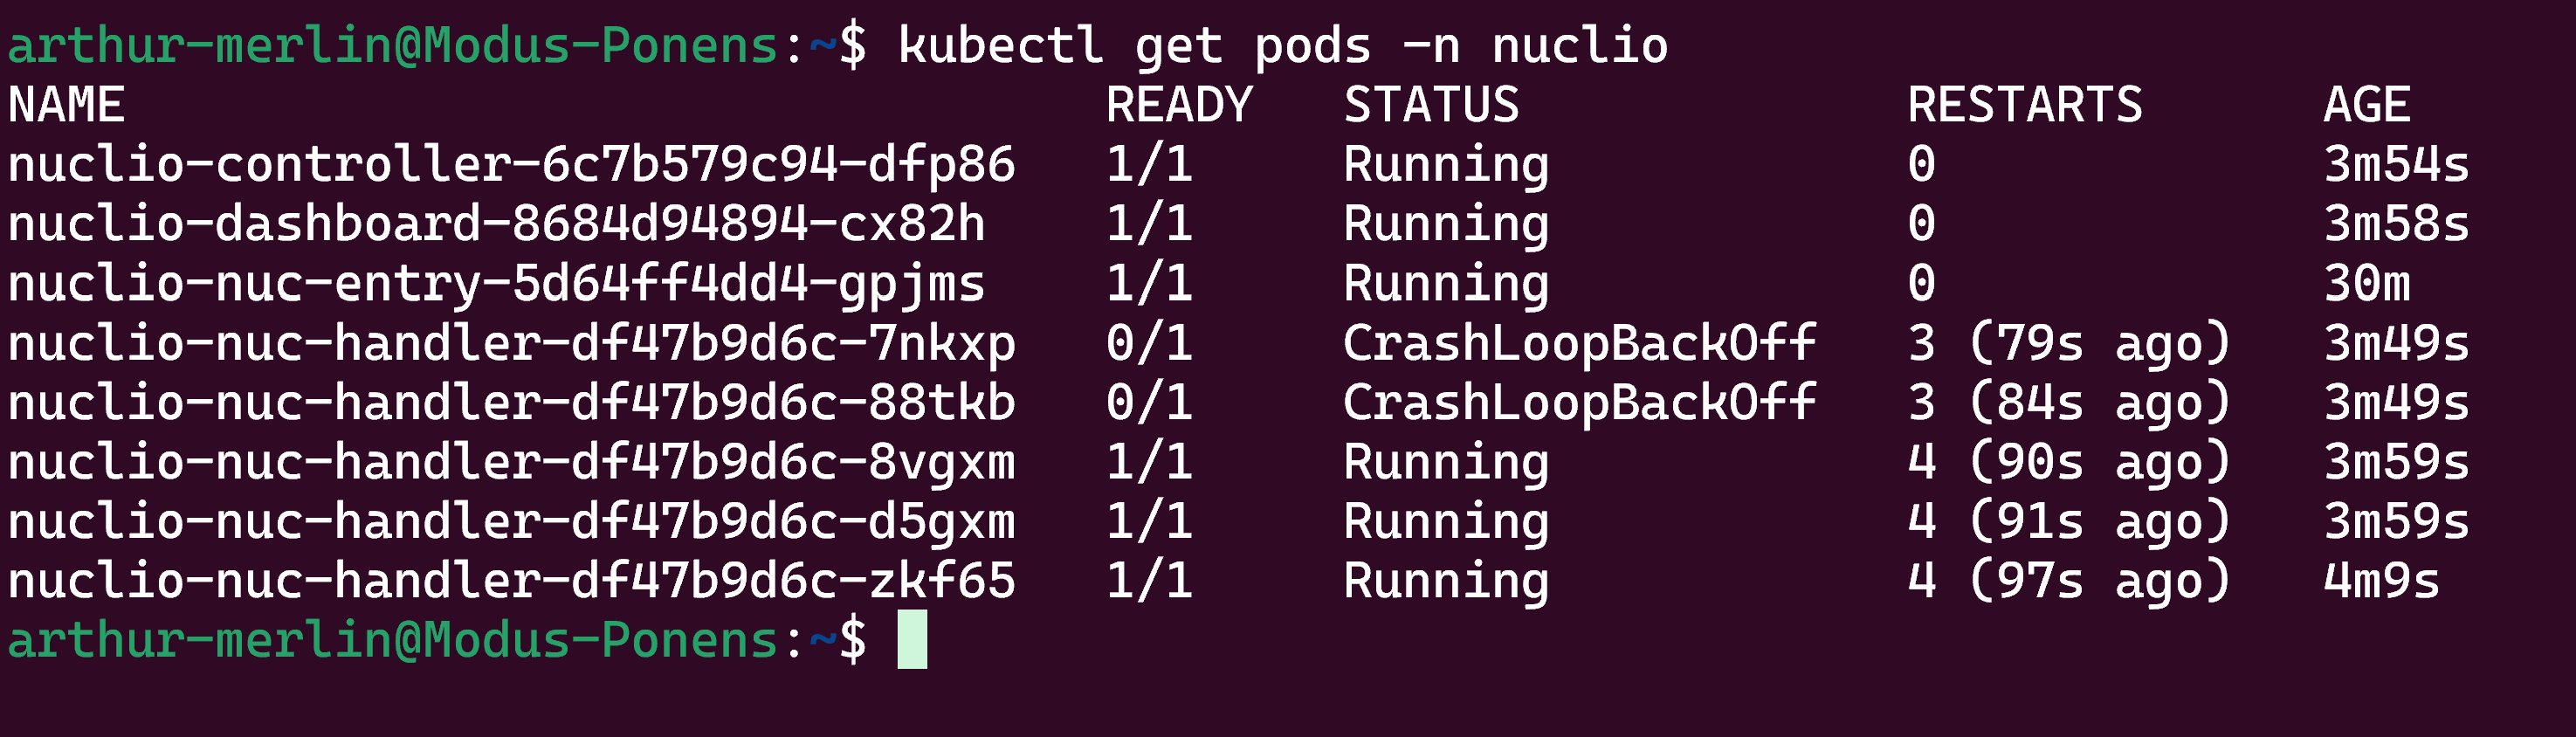 arthur-merlin@Modus-Ponens:~$ kubectl get pods -n nuclio
NAME READY STATUS RESTARTS AGE
nuclio-controller-6c7b579c94-dfp86 1/1 Running 0 3m54s
nuclio-dashboard-8684d94894-cx82h 1/1 Running 0 3m58s
nuclio-nuc-entry-5d64ff4dd4-gpjms 1/1 Running 0 30m
nuclio-nuc-handler-df47b9d6c-7nkxp 0/1 CrashLoopBackOff 3 (79s ago) 3m49s
nuclio-nuc-handler-df47b9d6c-88tkb 0/1 CrashLoopBackOff 3 (84s ago) 3m49s
nuclio-nuc-handler-df47b9d6c-8vgxm 1/1 Running 4 (90s ago) 3m59s
nuclio-nuc-handler-df47b9d6c-d5gxm 1/1 Running 4 (91s ago) 3m59s
nuclio-nuc-handler-df47b9d6c-zkf65 1/1 Running 4 (97s ago) 4m9s
arthur-merlin@Modus-Ponens:~$